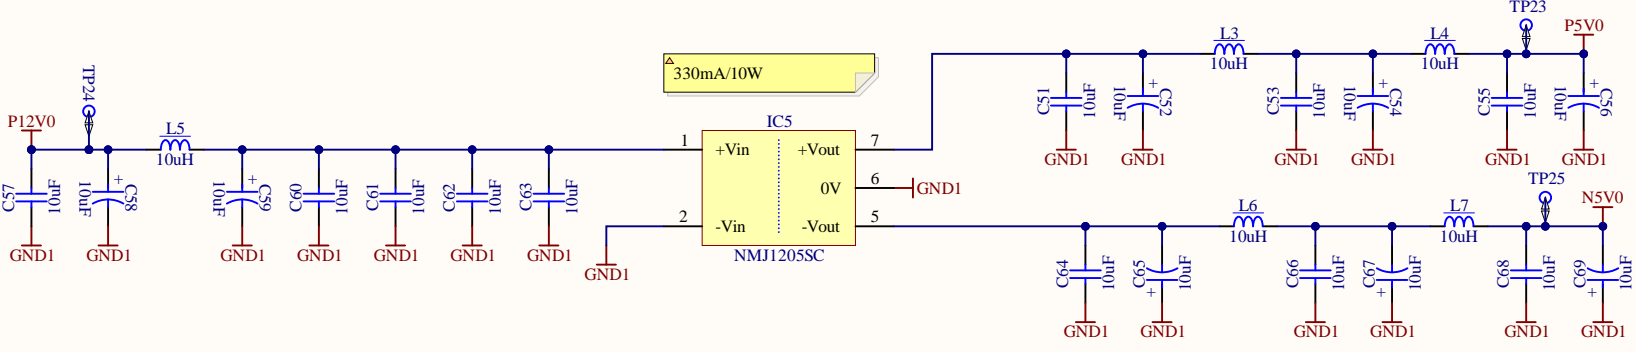 TP23
P5V0
L3
10uH
L4
10uH
330mA/10W
TP24
P12V0
L5
10uH
C51
10uF
C52
10uF
C53
10uF
C54
10uF
C55
10uF
C56
10uF
+
+
+
GND1
GND1
GND1
GND1
GND1
GND1
IC5
1
+Vin
+Vout
7
0V
6
GND1
2
-Vin
-Vout
5
NMJ1205SC
GND1
C57
10uF
C58
10uF
+
C59
10uF
+
C60
10uF
C61
10uF
C62
10uF
C63
10uF
GND1
GND1
GND1
GND1
GND1
GND1
GND1
TP25
N5V0
L6
10uH
L7
10uH
C64
10uF
C65
10uF
+
C66
10uF
C67
10uF
+
C68
10uF
C69
10uF
+
GND1
GND1
GND1
GND1
GND1
GND1